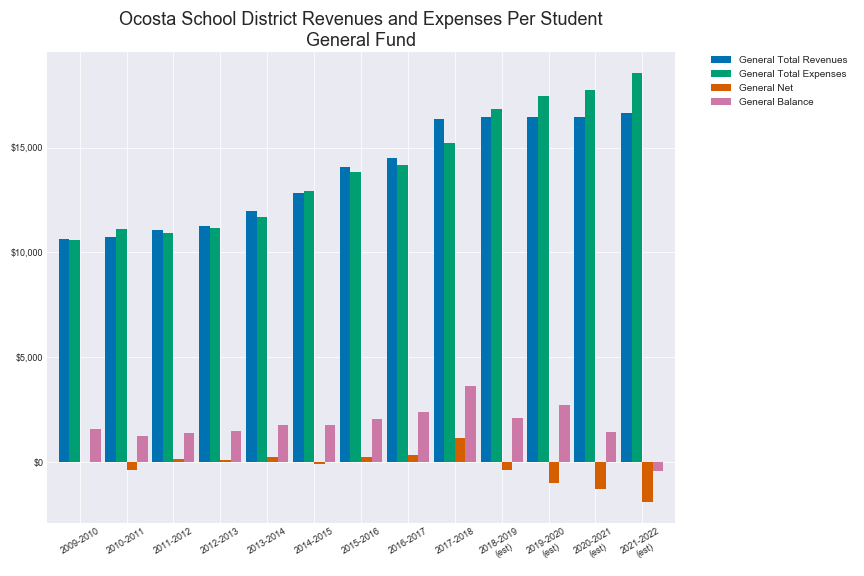 Ocosta School District Revenues and Expenses Per Student
General Fund
General Total Revenues
General Total Expenses
General Net
General Balance
$15,000
$10,000
$5,000
$0
2009-2010
2010-2011
2011-2012
2012-2013
2013-2014
2014-2015
2015-2016
2016-2017
2017-2018
2018-2019
(est)
2019-2020
(est)
2020-2021
(est)
2021-2022
(est)